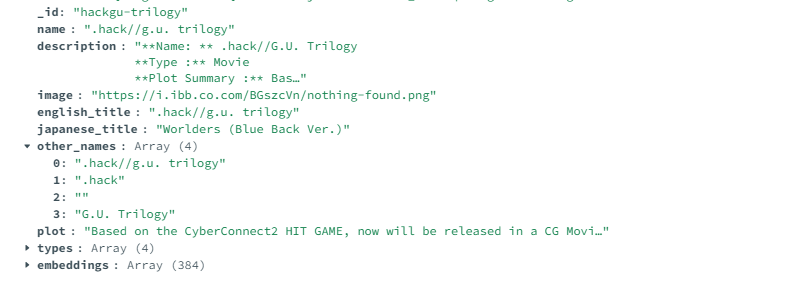 _id: "hackgu-trilogy"
name : ".hack//g.u. trilogy"
description : "**Name: ** .hack//G.U. Trilogy
**Type :** Movie
**Plot Summary :** Bas…"
image : "https://i.ibb.co.com/BGszcVn/nothing-found.png"
english_title : ".hack//g.u. trilogy"
japanese_title : "Worlders (Blue Back Ver.)"
other_names : Array (4)
0: ".hack//g.u. trilogy"
1: ".hack"
2: ""
3: "G.U. Trilogy"
plot : "Based on the CyberConnect2 HIT GAME, now will be released in a CG Movi…"
types : Array (4)
embeddings : Array (384)